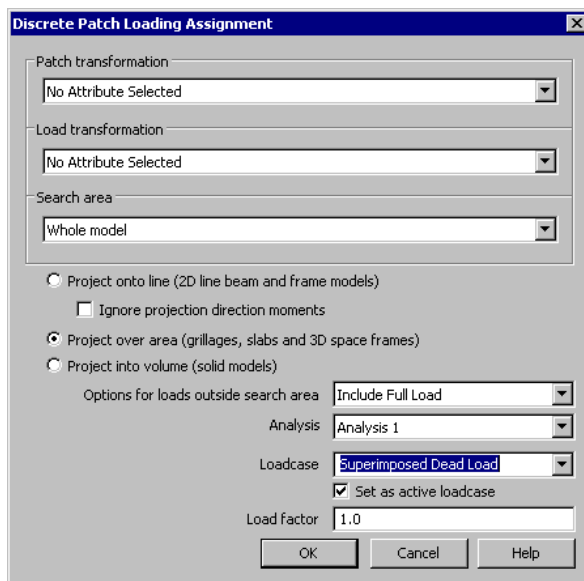 Discrete Patch Loading Assignment
Patch transformation
No Attribute Selected
Load transformation
No Attribute Selected
Search area
Whole model
Project onto line (2D line beam and frame models)
Ignore projection direction moments
Project over area (grillages, slabs and 3D space frames)
Project into volume (solid models)
Options for loads outside search area Include Full Load
Analysis Analysis 1
Loadcase Superimposed Dead Load
Set as active loadcase
Load factor 1.0
OK Cancel Help